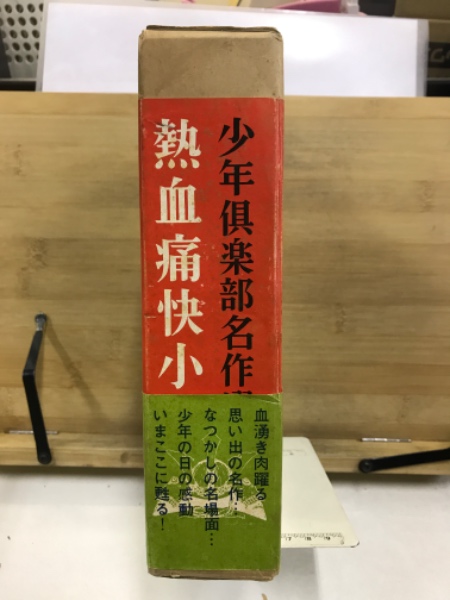 少年倶楽部名作
熱血痛快小
血湧き肉躍る
思い出の名作…
なつかしの名場面…
少年の日の感動
いまここに甦る！